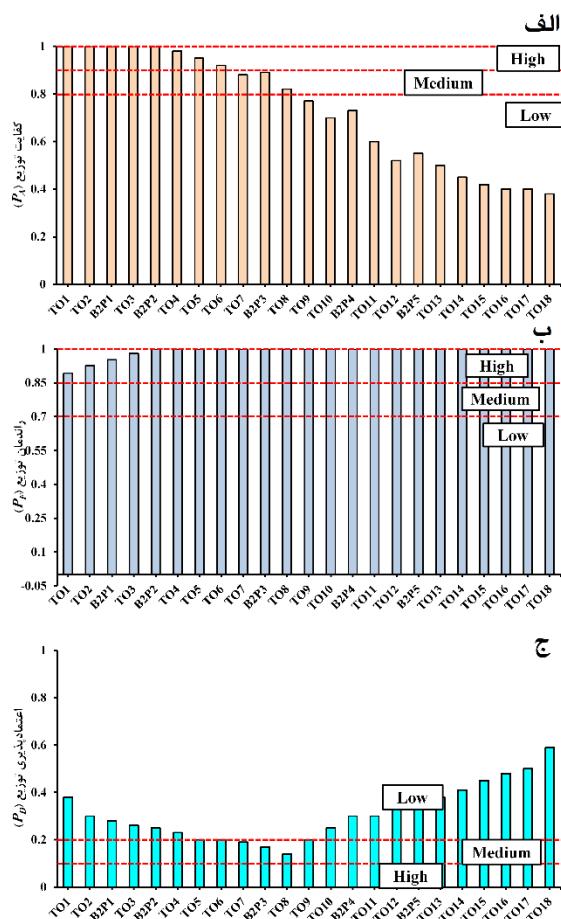 الف
1
0.8
0.6
0.4
0.2
0
کفایت توزیع (P_A)
High
Medium
Low
TO1 TO2 B2P1 TO3 B2P2 TO4 TO5 TO6 TO7 B2P3 TO8 TO9 TO10 B2P4 TO11 TO12 B2P5 TO13 TO14 TO15 TO16 TO17 TO18
ب
1
0.85
0.7
0.55
0.4
0.25
0.1
-0.05
راندمان توزیع (P_F)
High
Medium
Low
TO1 TO2 B2P1 TO3 B2P2 TO4 TO5 TO6 TO7 B2P3 TO8 TO9 TO10 B2P4 TO11 TO12 B2P5 TO13 TO14 TO15 TO16 TO17 TO18
ج
1
0.8
0.6
0.4
0.2
0
اعتمادپذیری توزیع (P_D)
Low
Medium
High
TO1 TO2 B2P1 TO3 B2P2 TO4 TO5 TO6 TO7 B2P3 TO8 TO9 TO10 B2P4 TO11 TO12 B2P5 TO13 TO14 TO15 TO16 TO17 TO18